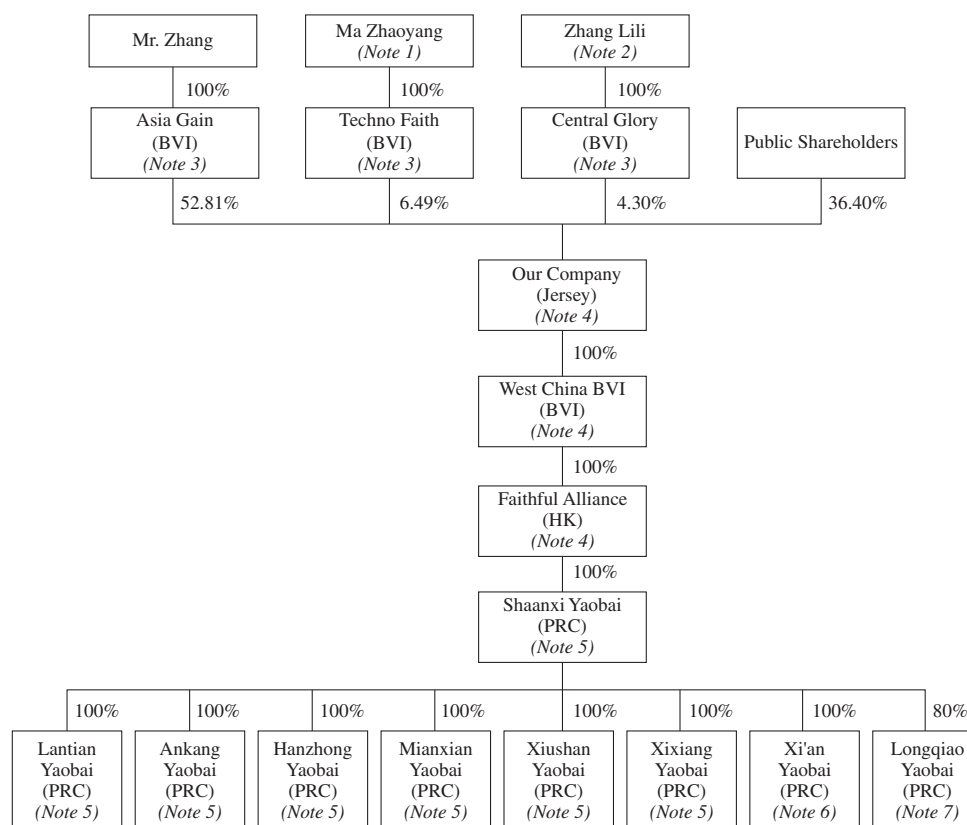 Mr. Zhang
Ma Zhaoyang
(Note 1)
Zhang Lili
(Note 2)
100%
100%
100%
Asia Gain
(BVI)
(Note 3)
Techno Faith
(BVI)
(Note 3)
Central Glory
(BVI)
(Note 3)
Public Shareholders
52.81%
6.49%
4.30%
36.40%
Our Company
(Jersey)
(Note 4)
100%
West China BVI
(BVI)
(Note 4)
100%
Faithful Alliance
(HK)
(Note 4)
100%
Shaanxi Yaobai
(PRC)
(Note 5)
100%
100%
100%
100%
100%
100%
100%
80%
Lantian
Yaobai
(PRC)
(Note 5)
Ankang
Yaobai
(PRC)
(Note 5)
Hanzhong
Yaobai
(PRC)
(Note 5)
Mianxian
Yaobai
(PRC)
(Note 5)
Xiushan
Yaobai
(PRC)
(Note 5)
Xixiang
Yaobai
(PRC)
(Note 5)
Xi'an
Yaobai
(PRC)
(Note 6)
Longqiao
Yaobai
(PRC)
(Note 7)